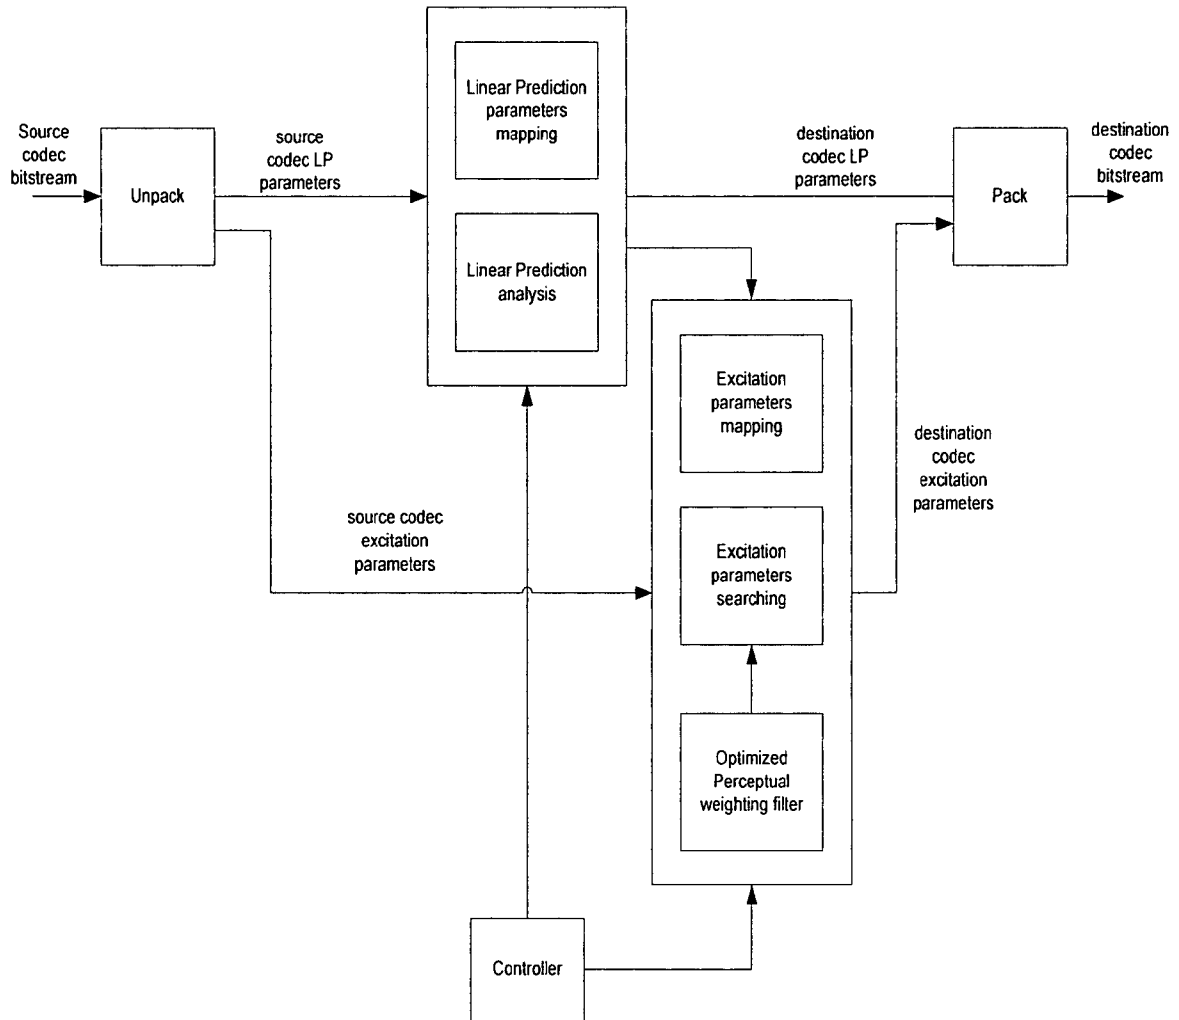 Source
codec
bitstream
Unpack
source
codec LP
parameters
Linear Prediction
parameters
mapping
Linear Prediction
analysis
destination
codec LP
parameters
Pack
destination
codec
bitstream
Excitation
parameters
mapping
destination
codec
excitation
parameters
source codec
excitation
parameters
Excitation
parameters
searching
Optimized
Perceptual
weighting filter
Controller